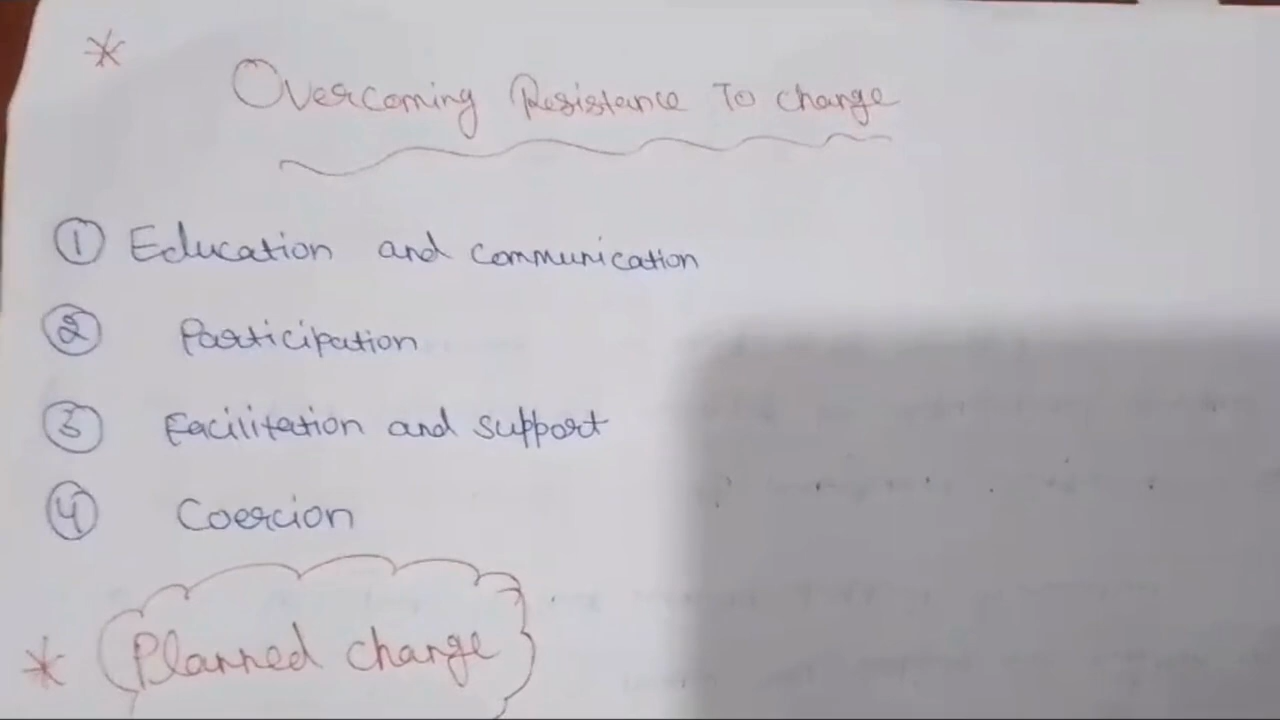 * Overcoming Resistance To change
① Education and communication
② Participation
③ Facilitation and support
④ Coercion
* Planned change